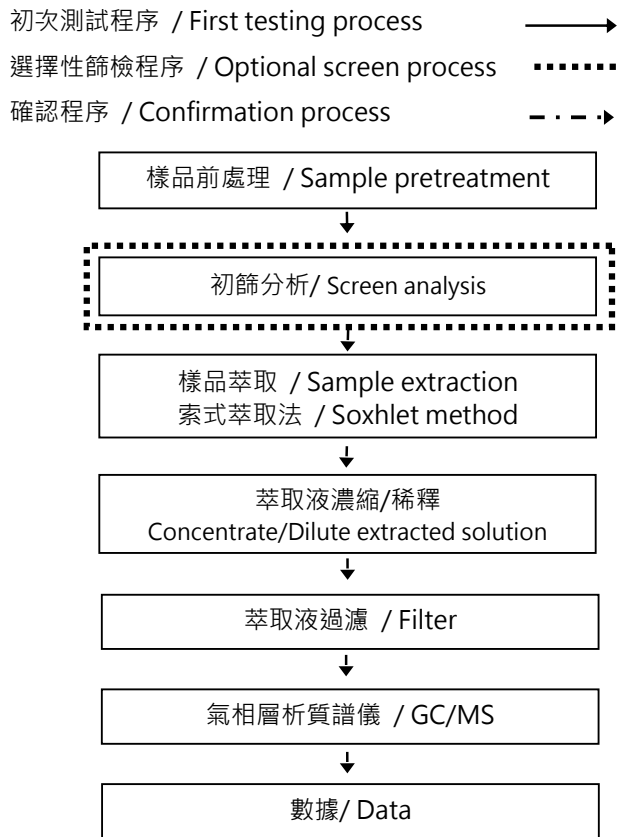 初次測試程序 / First testing process
選擇性篩檢程序 / Optional screen process
確認程序 / Confirmation process
樣品前處理 / Sample pretreatment
初篩分析/ Screen analysis
樣品萃取 / Sample extraction
索式萃取法 / Soxhlet method
萃取液濃縮/稀釋
Concentrate/Dilute extracted solution
萃取液過濾 / Filter
氣相層析質譜儀 / GC/MS
數據/ Data